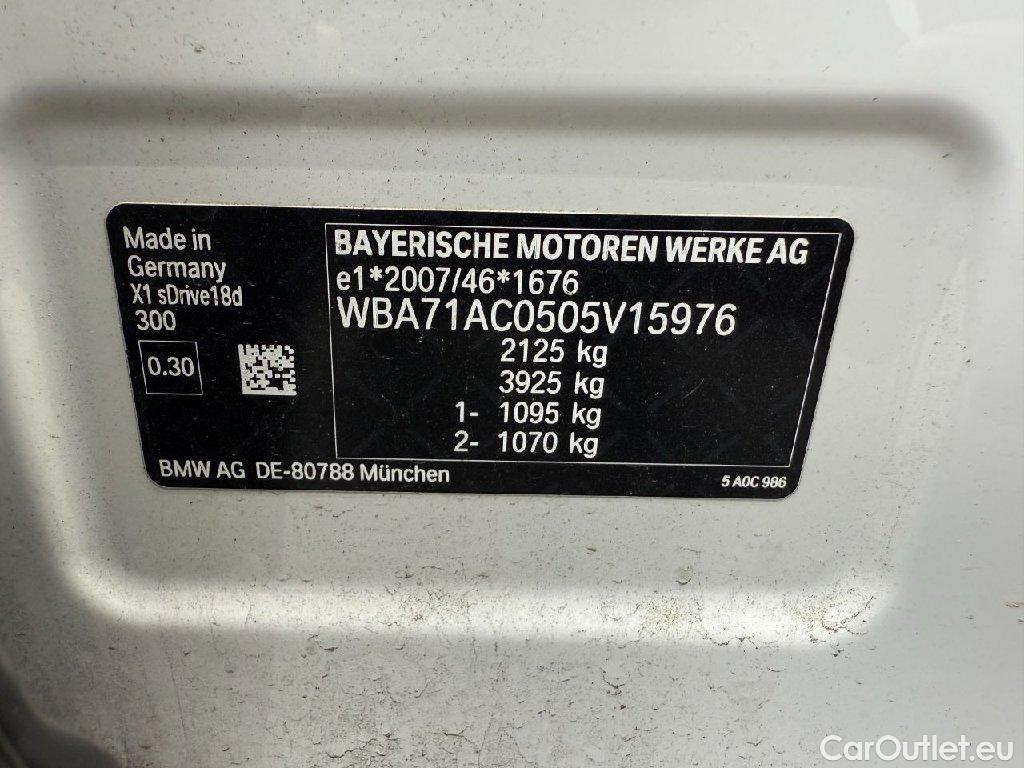 Made in
Germany
X1 sDrive18d
300
0.30
BAYERISCHE MOTOREN WERKE AG
e1*2007/46*1676
WBA71AC0505V15976
2125 kg
3925 kg
1- 1095 kg
2- 1070 kg
BMW AG DE-80788 München
5 A0C 986
CarOutlet.eu